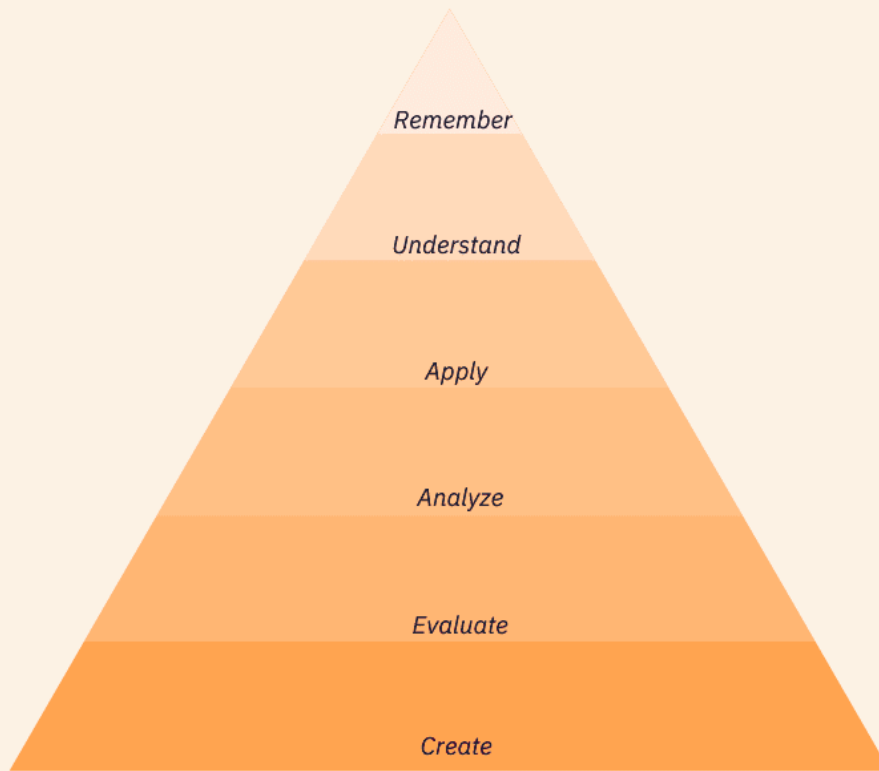 Remember
Understand
Apply
Analyze
Evaluate
Create